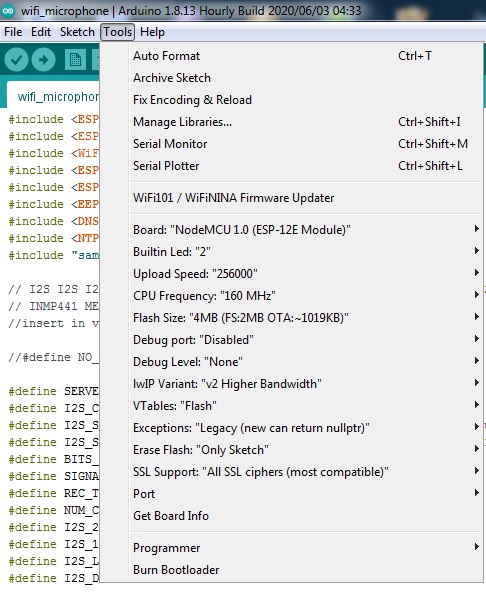 wifi_microphone | Arduino 1.8.13 Hourly Build 2020/06/03 04:33
File Edit Sketch Tools Help
wifi_microphon
Auto Format Ctrl+T
Archive Sketch
Fix Encoding & Reload
Manage Libraries... Ctrl+Shift+I
Serial Monitor Ctrl+Shift+M
Serial Plotter Ctrl+Shift+L
WiFi101 / WiFiNINA Firmware Updater
Board: "NodeMCU 1.0 (ESP-12E Module)"
Builtin Led: "2"
Upload Speed: "256000"
CPU Frequency: "160 MHz"
Flash Size: "4MB (FS:2MB OTA:~1019KB)"
Debug port: "Disabled"
Debug Level: "None"
lwIP Variant: "v2 Higher Bandwidth"
VTables: "Flash"
Exceptions: "Legacy (new can return nullptr)"
Erase Flash: "Only Sketch"
SSL Support: "All SSL ciphers (most compatible)"
Port
Get Board Info
Programmer
Burn Bootloader
#include <ESP
#include <ESP
#include <WiF
#include <ESP
#include <ESP
#include <EEP
#include <DNS
#include <NTP
#include "sam
// I2S I2S I2
// INMP441 ME
//insert in v
//#define NO_
#define SERVE
#define I2S_C
#define I2S_S
#define I2S_S
#define BITS_
#define SIGNA
#define REC_T
#define NUM_C
#define I2S_2
#define I2S_1
#define I2S_L
#define I2S_D